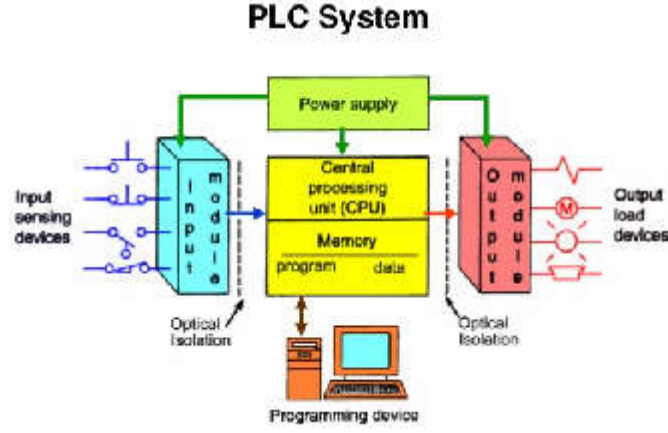 PLC System
Power supply
Input
sensing
devices
Input
module
Central
processing
unit (CPU)
Memory
program data
Output
module
Output
load
devices
Optical
Isolation
Optical
Isolation
M
Programming device